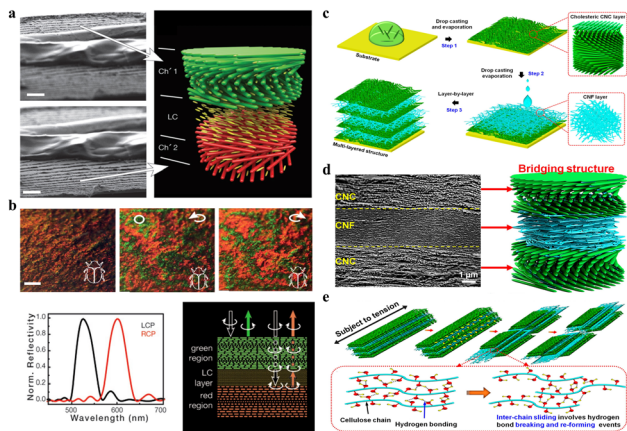 a
Ch* 1
LC
Ch* 2
b
Norm. Reflectivity
1.0
0.8
0.6
0.4
0.2
0.0
LCP
RCP
500
600
700
Wavelength (nm)
green
region
LC
layer
red
region
c
Drop casting
and evaporation
Step 1
Substrate
Cholesteric CNC layer
Drop casting
evaporation
Step 2
Layer-by-layer
Step 3
Multi-layered structure
CNF layer
d
CNC
CNF
CNC
1 μm
Bridging structure
e
Subject to tension
Cellulose chain
Hydrogen bonding
Inter-chain sliding involves hydrogen
bond breaking and re-forming events